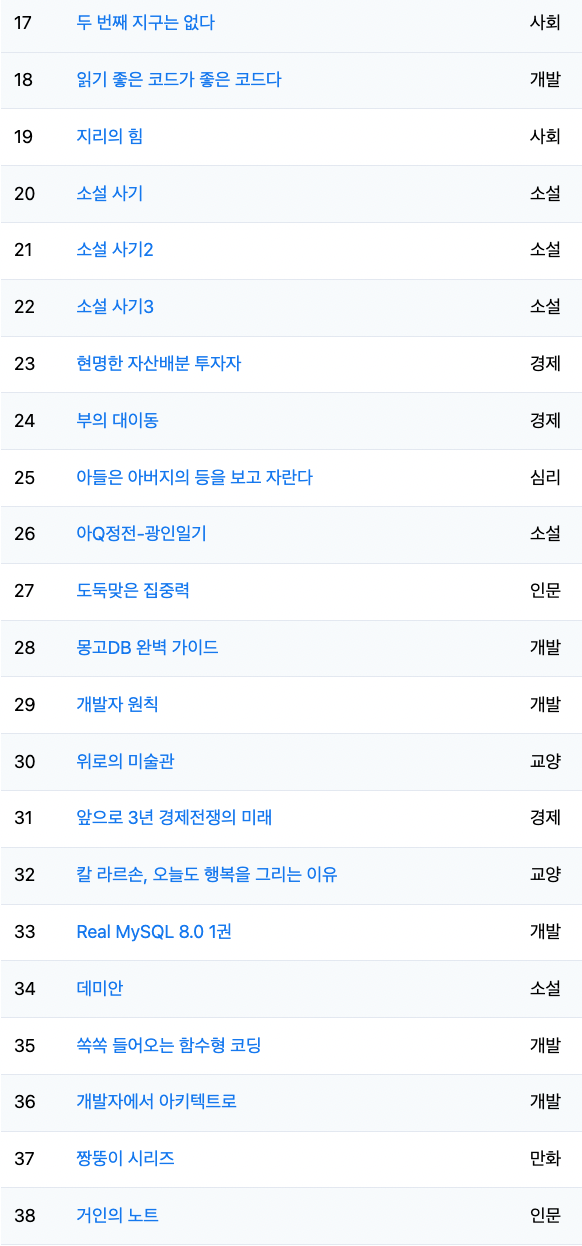 17 두 번째 지구는 없다 사회
18 읽기 좋은 코드가 좋은 코드다 개발
19 지리의 힘 사회
20 소설 사기 소설
21 소설 사기2 소설
22 소설 사기3 소설
23 현명한 자산배분 투자자 경제
24 부의 대이동 경제
25 아들은 아버지의 등을 보고 자란다 심리
26 아Q정전-광인일기 소설
27 도둑맞은 집중력 인문
28 몽고DB 완벽 가이드 개발
29 개발자 원칙 개발
30 위로의 미술관 교양
31 앞으로 3년 경제전쟁의 미래 경제
32 칼 라르손, 오늘도 행복을 그리는 이유 교양
33 Real MySQL 8.0 1권 개발
34 데미안 소설
35 쏙쏙 들어오는 함수형 코딩 개발
36 개발자에서 아키텍트로 개발
37 짱뚱이 시리즈 만화
38 거인의 노트 인문